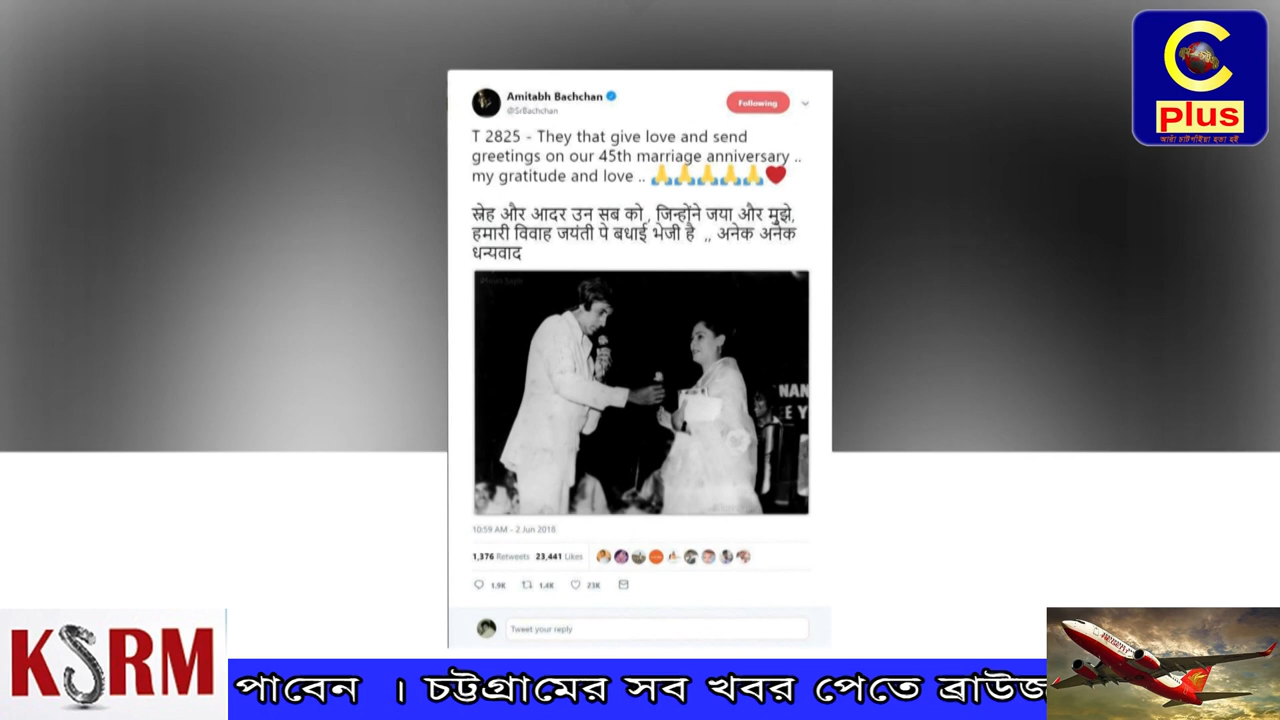 Amitabh Bachchan
@SrBachchan
Following
T 2825 - They that give love and send
greetings on our 45th marriage anniversary ..
my gratitude and love .. 🙏🙏🙏🙏🙏❤️
स्नेह और आदर उन सब को , जिन्होंने जया और मुझे,
हमारी विवाह जयंती पे बधाई भेजी है ,, अनेक अनेक
धन्यवाद
NAN
E Y
10:59 AM - 2 Jun 2018
1,376 Retweets 23,441 Likes
1.9K 1.4K 23K
Tweet your reply
C
plus
KSRM
পাবেন । চট্টগ্রামের সব খবর পেতে ব্রাউজ